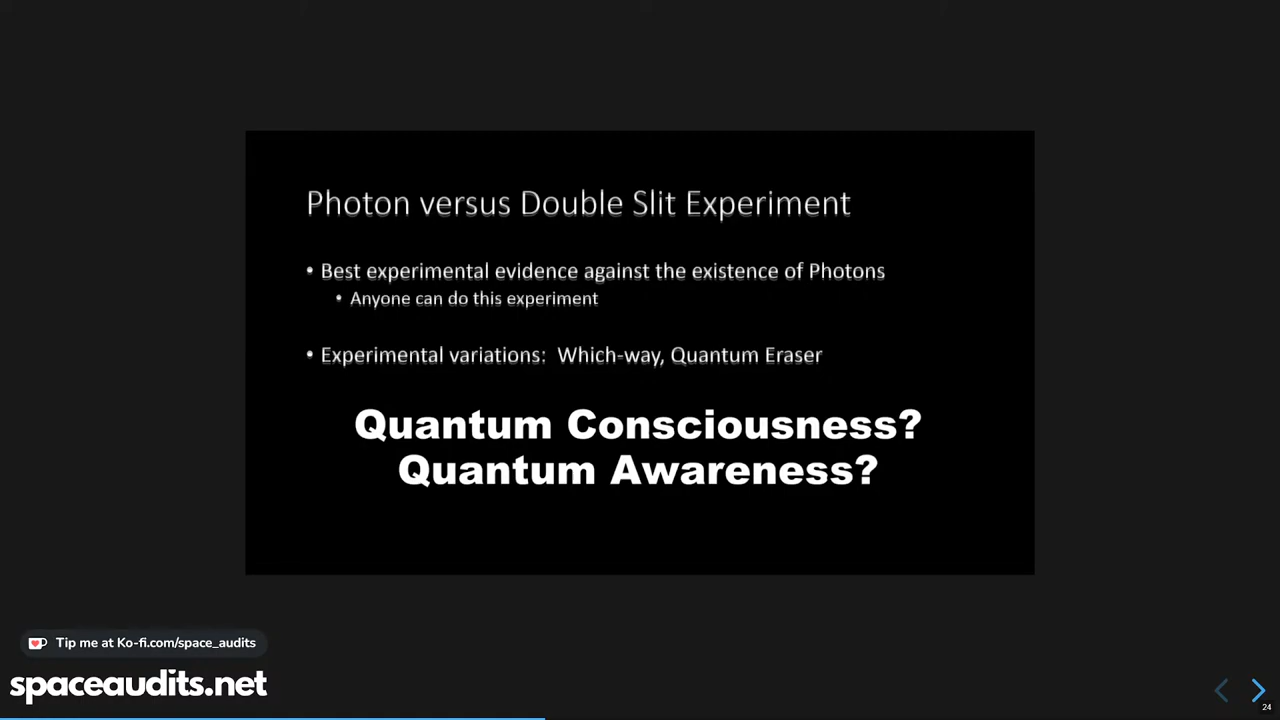 Photon versus Double Slit Experiment
• Best experimental evidence against the existence of Photons
• Anyone can do this experiment
• Experimental variations:  Which-way, Quantum Eraser
Quantum Consciousness?
Quantum Awareness?
Tip me at Ko-fi.com/space_audits
spaceaudits.net
24